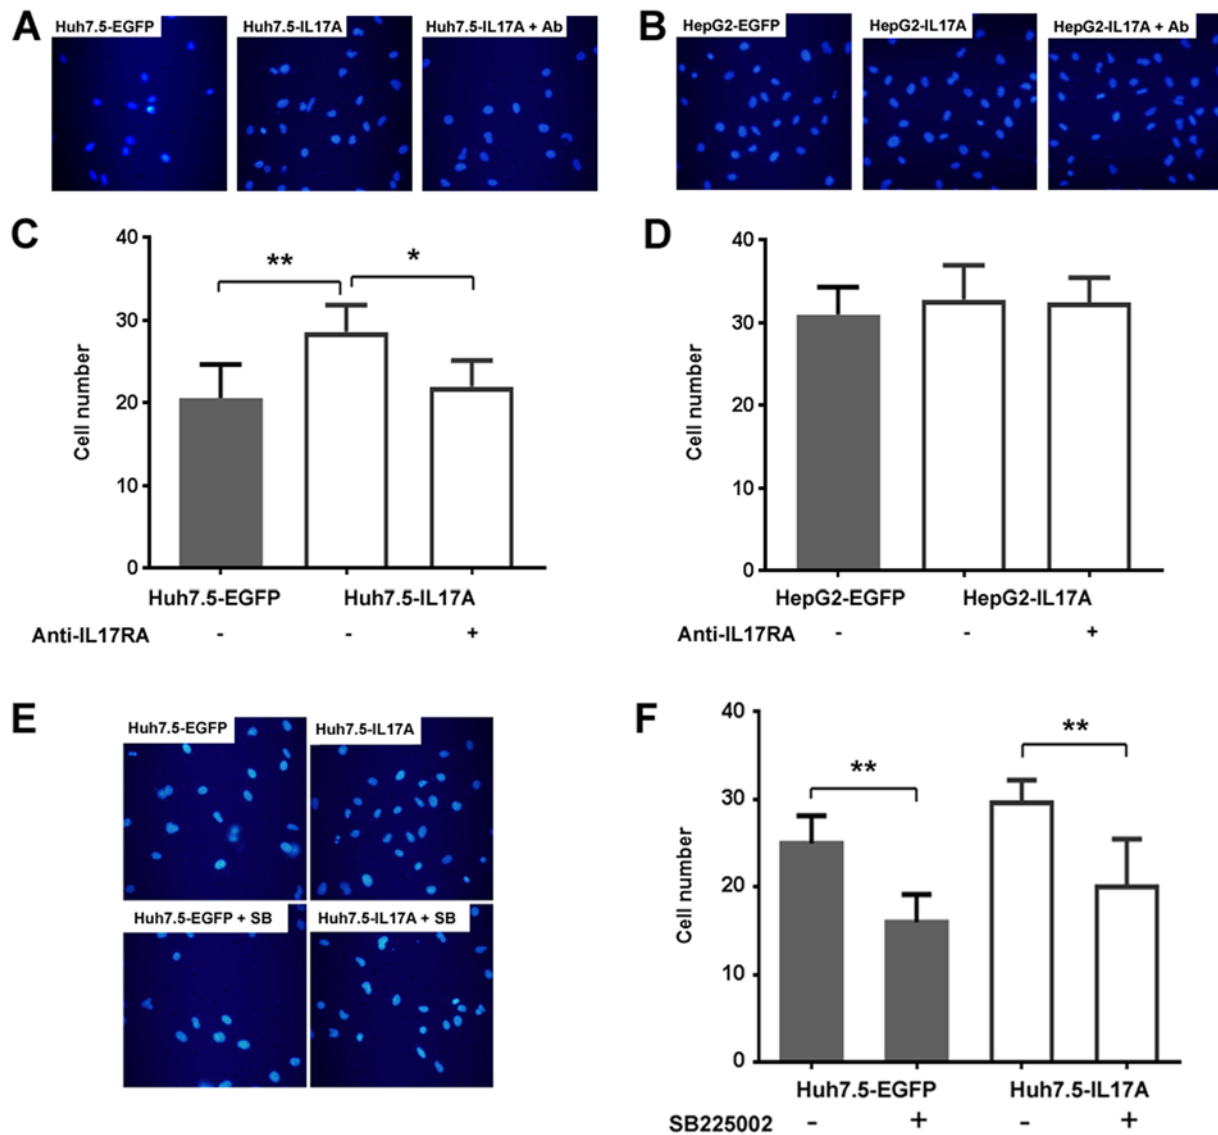 A
Huh7.5-EGFP
Huh7.5-IL17A
Huh7.5-IL17A + Ab
B
HepG2-EGFP
HepG2-IL17A
HepG2-IL17A + Ab
C
40
30
20
10
0
Cell number
**
*
Huh7.5-EGFP
Huh7.5-IL17A
Anti-IL17RA - - +
D
40
30
20
10
0
Cell number
HepG2-EGFP
HepG2-IL17A
Anti-IL17RA - - +
E
Huh7.5-EGFP
Huh7.5-IL17A
Huh7.5-EGFP + SB
Huh7.5-IL17A + SB
F
40
30
20
10
0
Cell number
**
**
Huh7.5-EGFP
Huh7.5-IL17A
SB225002 - + - +